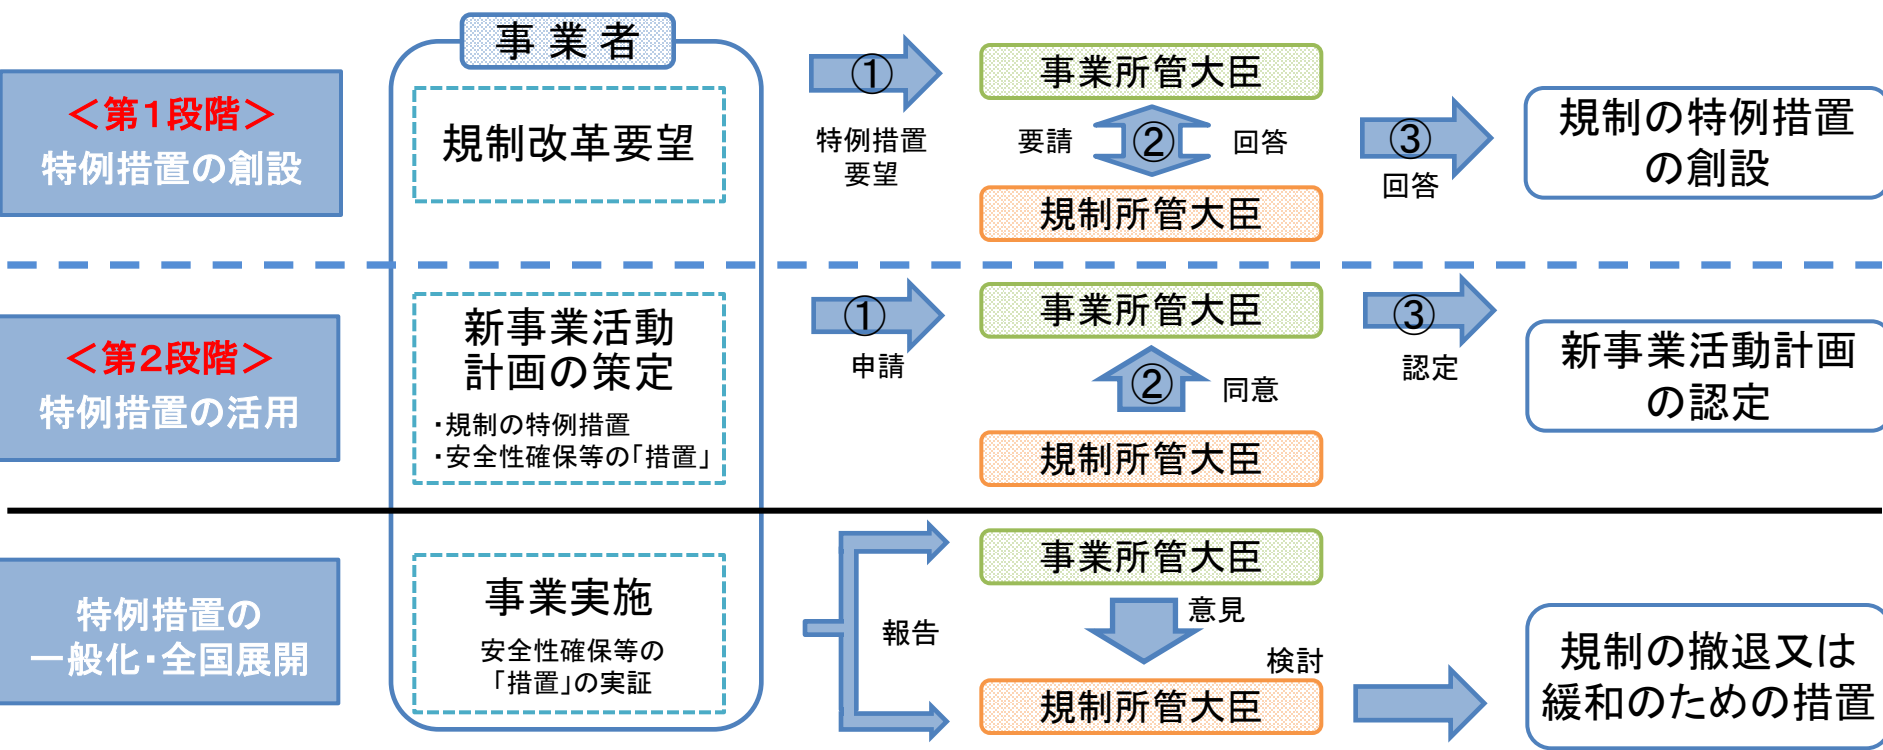 事業者
＜第1段階＞
特例措置の創設
規制改革要望
①
特例措置
要望
事業所管大臣
要請
②
回答
規制所管大臣
③
回答
規制の特例措置
の創設
＜第2段階＞
特例措置の活用
新事業活動
計画の策定
・規制の特例措置
・安全性確保等の「措置」
①
申請
事業所管大臣
②
同意
規制所管大臣
③
認定
新事業活動計画
の認定
特例措置の
一般化・全国展開
事業実施
安全性確保等の
「措置」の実証
報告
事業所管大臣
意見
検討
規制所管大臣
規制の撤退又は
緩和のための措置